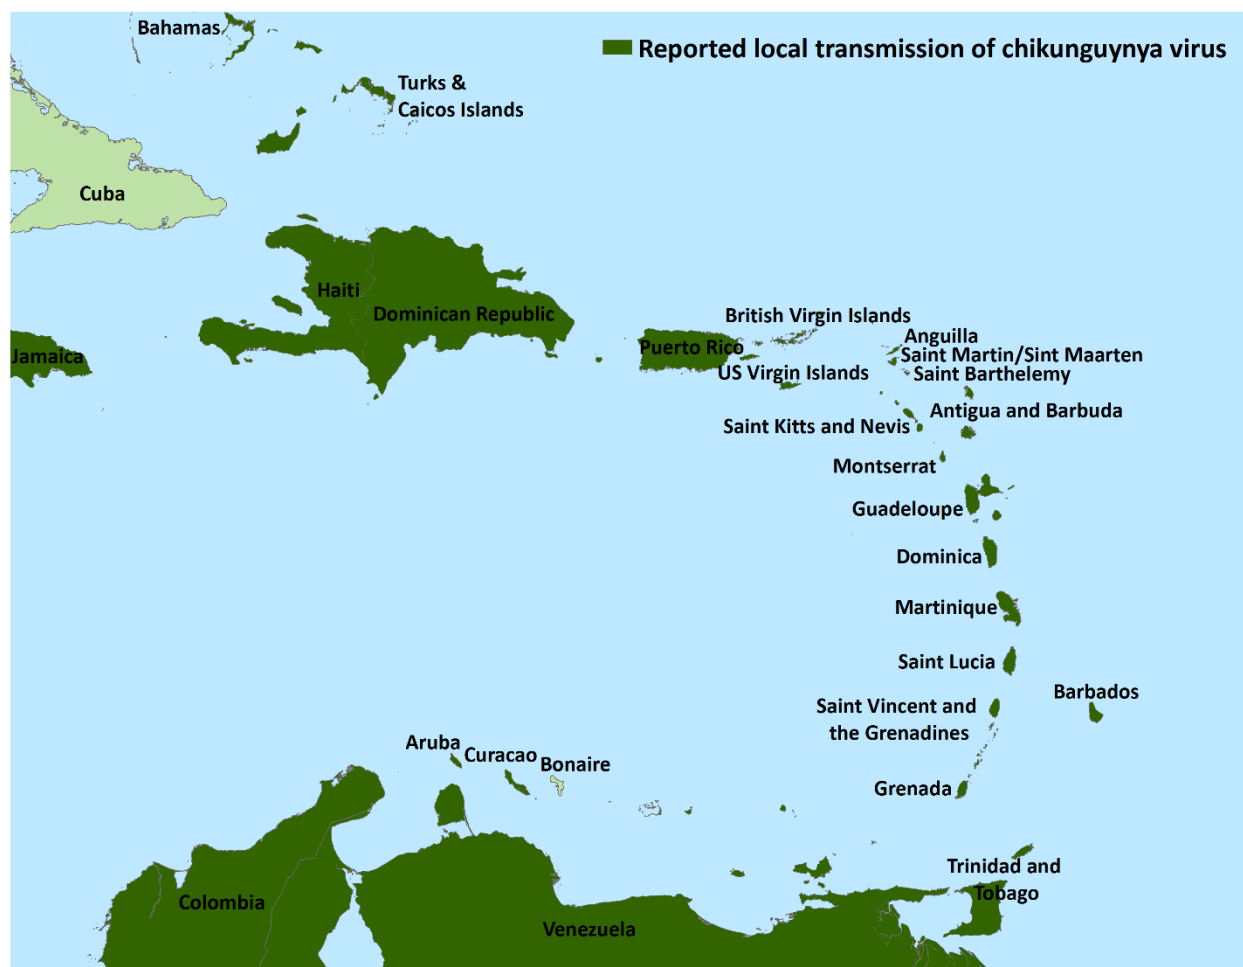 Bahamas
Reported local transmission of chikunguynya virus
Turks &
Caicos Islands
Cuba
Haiti
Dominican Republic
Jamaica
British Virgin Islands
Puerto Rico
US Virgin Islands
Anguilla
Saint Martin/Sint Maarten
Saint Barthelemy
Antigua and Barbuda
Saint Kitts and Nevis
Montserrat
Guadeloupe
Dominica
Martinique
Saint Lucia
Barbados
Saint Vincent and
the Grenadines
Aruba
Curacao
Bonaire
Grenada
Trinidad and
Tobago
Colombia
Venezuela